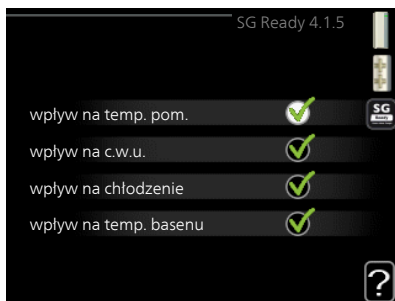 SG Ready 4.1.5
SG
Ready
wpływ na temp. pom.
wpływ na c.w.u.
wpływ na chłodzenie
wpływ na temp. basenu
?